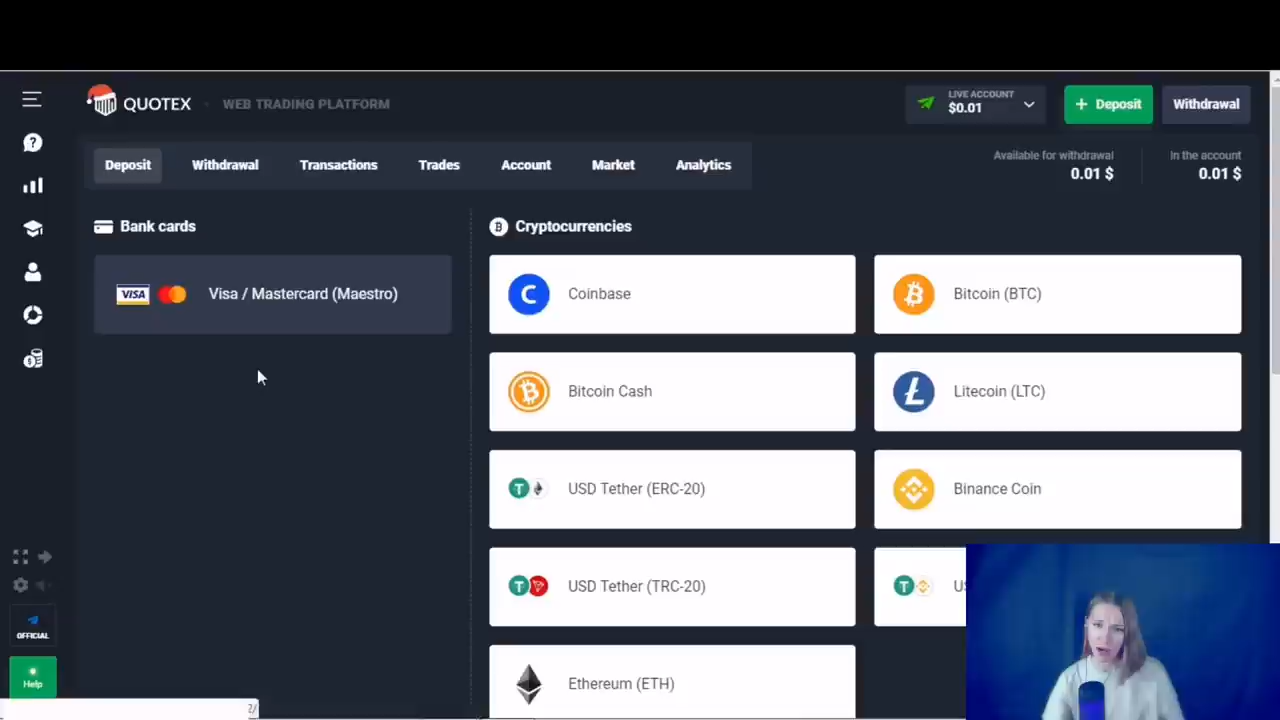 QUOTEX
WEB TRADING PLATFORM
LIVE ACCOUNT
$0.01
+ Deposit
Withdrawal
Deposit
Withdrawal
Transactions
Trades
Account
Market
Analytics
Available for withdrawal
0.01 $
In the account
0.01 $
Bank cards
Cryptocurrencies
VISA
Visa / Mastercard (Maestro)
Coinbase
Bitcoin (BTC)
Bitcoin Cash
Litecoin (LTC)
USD Tether (ERC-20)
Binance Coin
USD Tether (TRC-20)
Ethereum (ETH)
OFFICIAL
Help